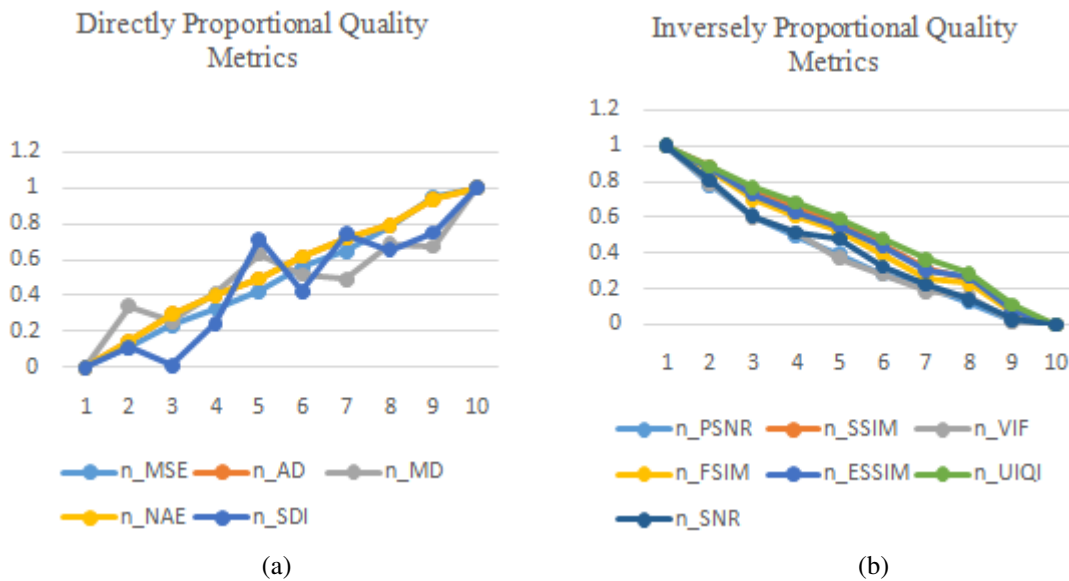 Directly Proportional Quality
Metrics
1.2
1
0.8
0.6
0.4
0.2
0
1 2 3 4 5 6 7 8 9 10
n_MSE n_AD n_MD
n_NAE n_SDI
(a)
Inversely Proportional Quality
Metrics
1.2
1
0.8
0.6
0.4
0.2
0
1 2 3 4 5 6 7 8 9 10
n_PSNR n_SSIM n_VIF
n_FSIM n_ESSIM n_UIQI
n_SNR
(b)